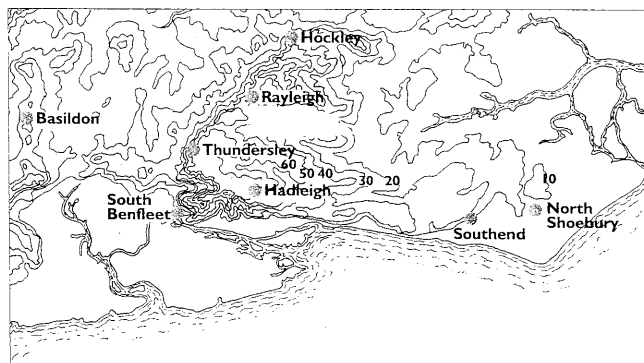 Hockley
Rayleigh
Basildon
Thundersley
60
50 40
30 20
10
Hadleigh
South
Benfleet
North
Shoebury
Southend